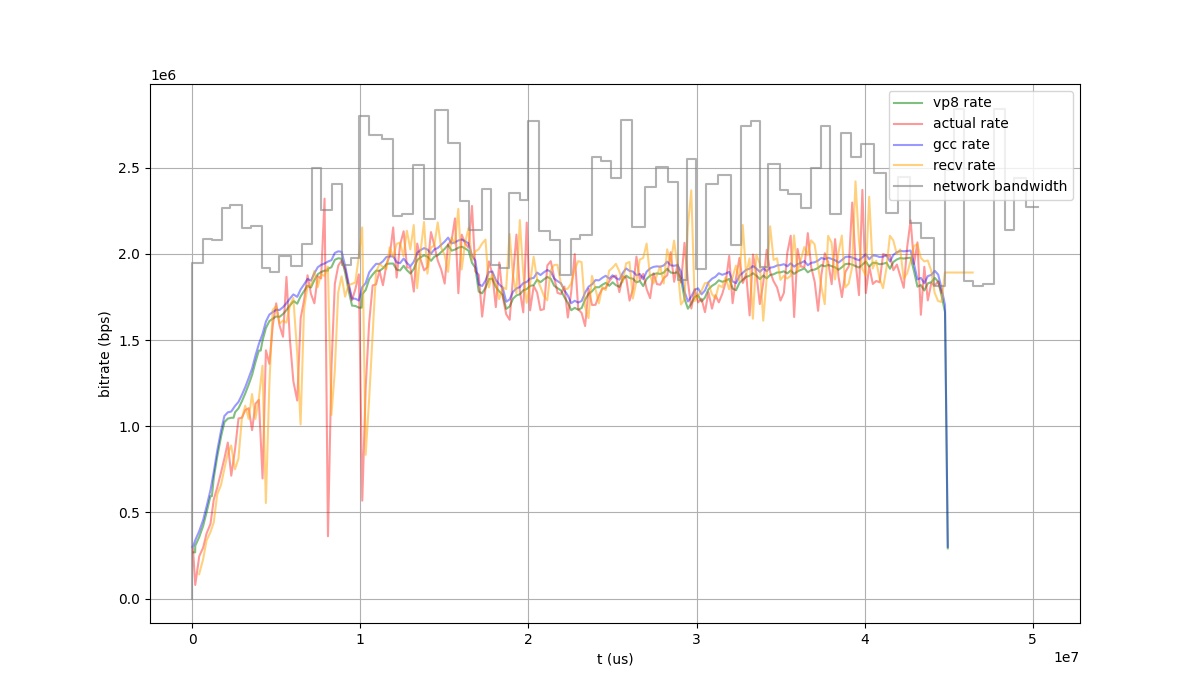 1e6
bitrate (bps)
2.5
2.0
1.5
1.0
0.5
0.0
vp8 rate
actual rate
gcc rate
recv rate
network bandwidth
0
1
2
3
4
5
t (us)
1e7